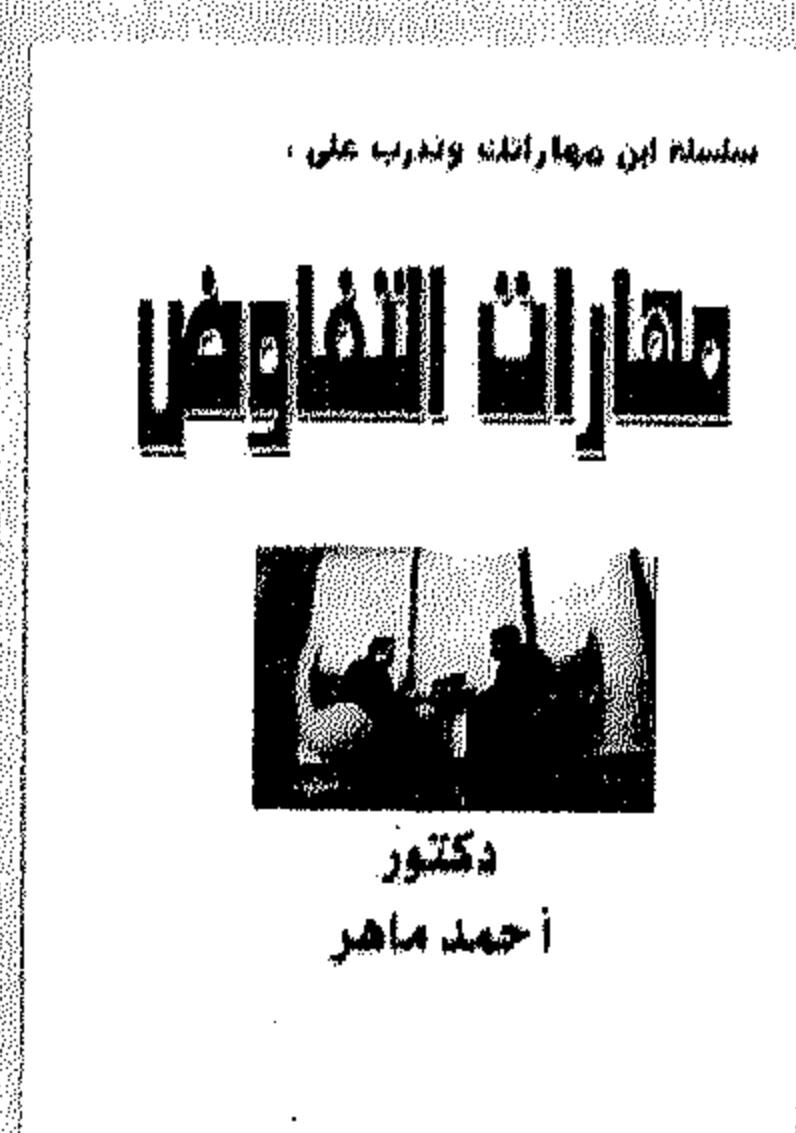 سلسلة ابن مهاراتك وتدرب على :
مهارات التفاوض
دكتور
أحمد ماهر